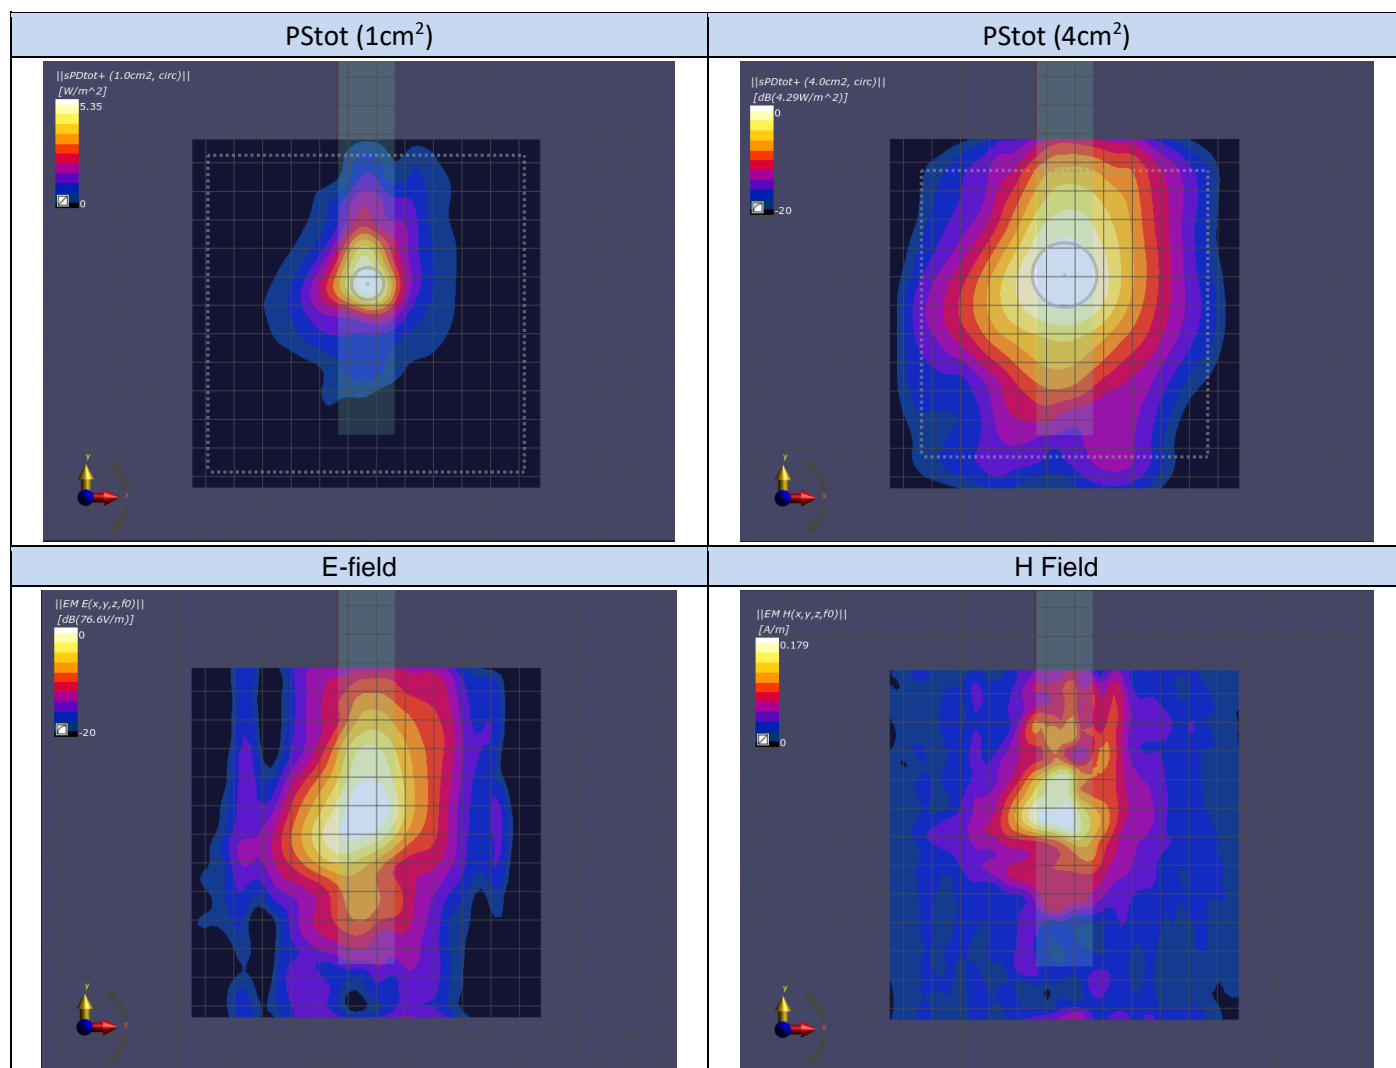 PStot (1cm²)
PStot (4cm²)
||sPDtot+ (1.0cm2, circ)||
[W/m^2]
5.35
0
y
x
||sPDtot+ (4.0cm2, circ)||
[dB(4.29W/m^2)]
0
-20
y
x
E-field
H Field
||EM E(x,y,z,f0)||
[dB(76.6V/m)]
0
-20
y
x
||EM H(x,y,z,f0)||
[A/m]
0.179
0
y
x